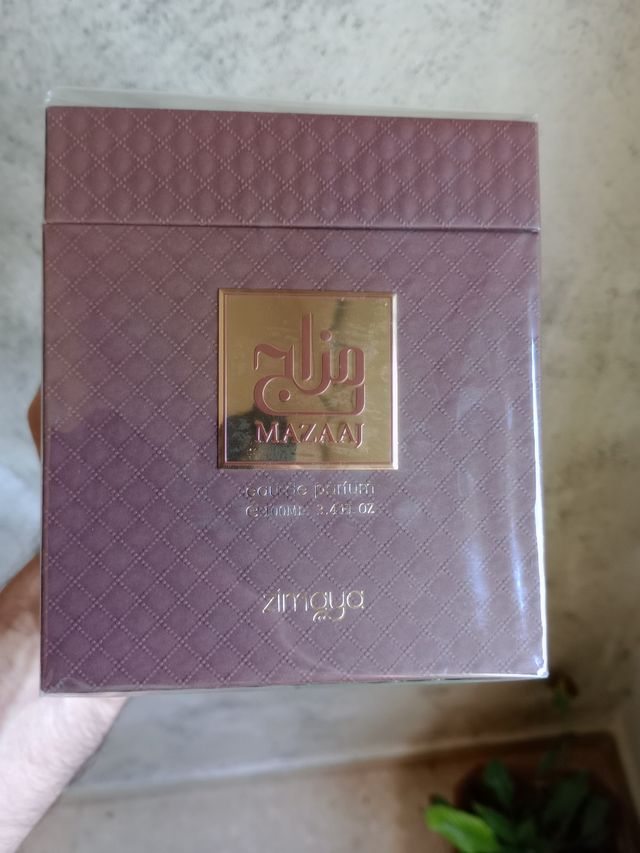 مزاج
MAZAAJ
eau de parfum
e 100ML 3.4 FL OZ
zimaya